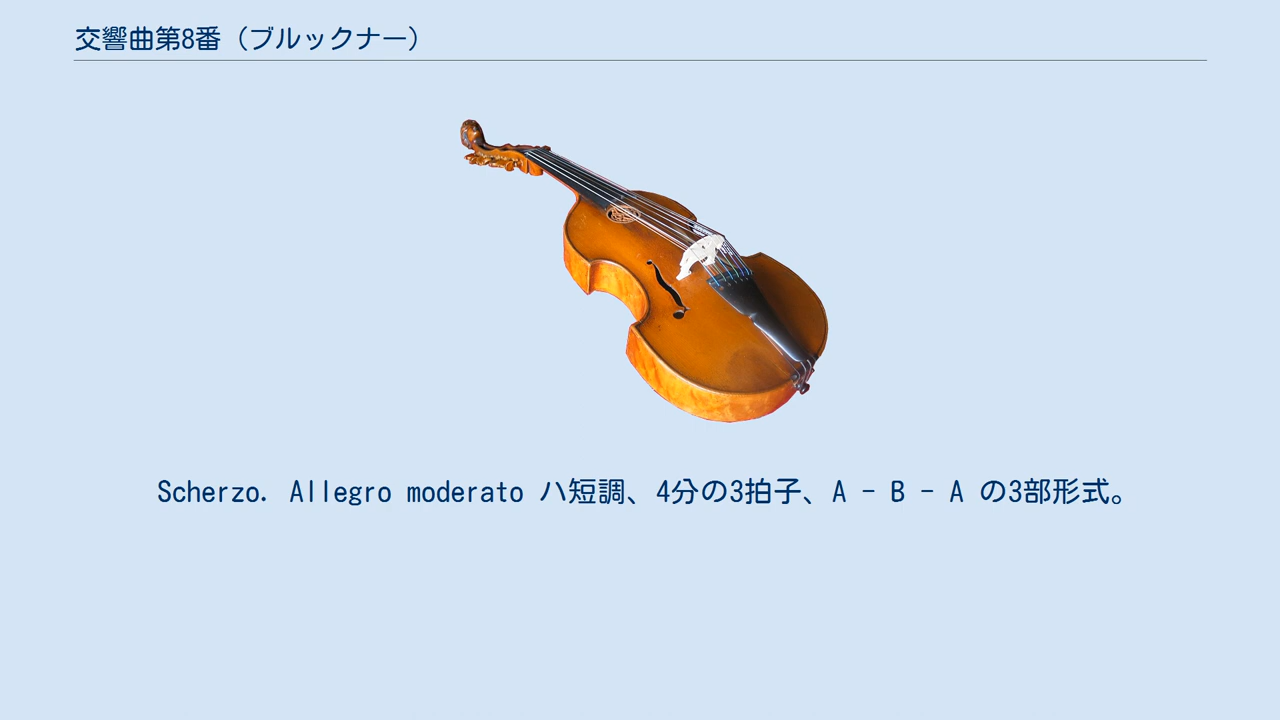 交響曲第8番（ブルックナー）
Scherzo. Allegro moderato ハ短調、4分の3拍子、A - B - A の3部形式。